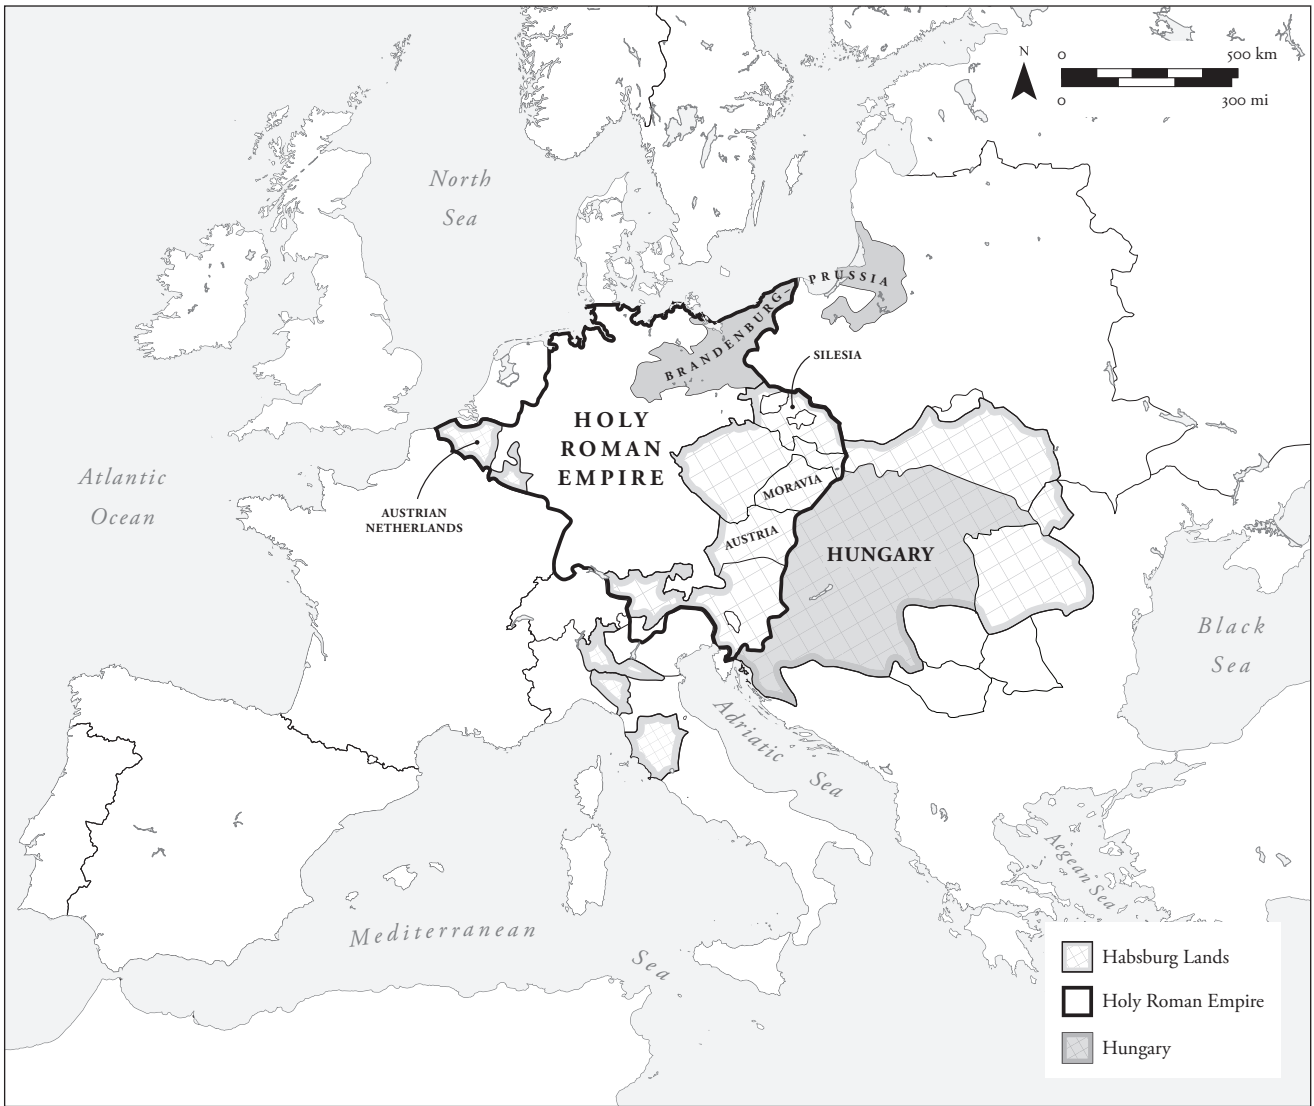 N
0
500 km
0
300 mi
North
Sea
PRUSSIA
BRANDENBURG-
SILESIA
HOLY
ROMAN
EMPIRE
Atlantic
Ocean
AUSTRIAN
NETHERLANDS
MORAVIA
AUSTRIA
HUNGARY
Black
Sea
Adriatic
Sea
Aegean Sea
Mediterranean
Sea
Habsburg Lands
Holy Roman Empire
Hungary